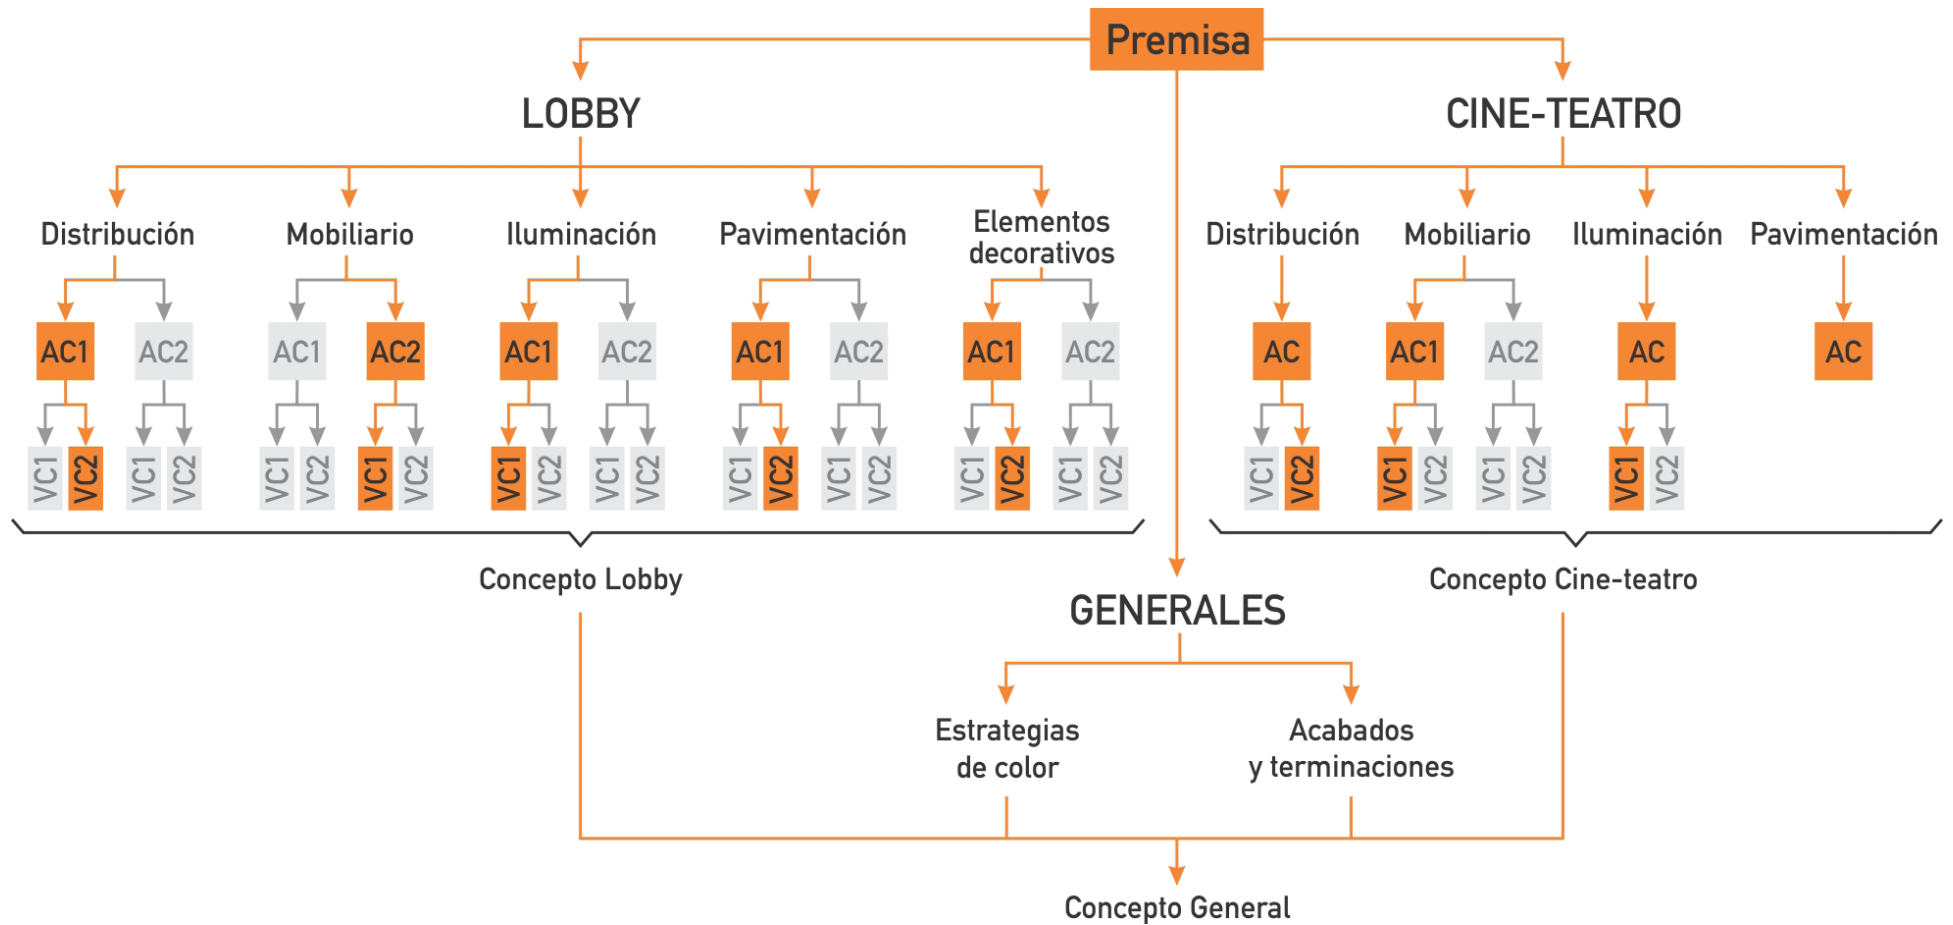 Premisa
LOBBY
CINE-TEATRO
Distribución
Mobiliario
Iluminación
Pavimentación
Elementos
decorativos
Distribución
Mobiliario
Iluminación
Pavimentación
AC1
AC2
AC1
AC2
AC1
AC2
AC1
AC2
AC1
AC2
AC
AC1
AC2
AC
AC
VC1
VC2
VC1
VC2
VC1
VC2
VC1
VC2
VC1
VC2
VC1
VC2
VC1
VC2
VC1
VC2
VC1
VC2
VC1
VC2
VC1
VC2
VC1
VC2
VC1
VC2
VC1
VC2
Concepto Lobby
Concepto Cine-teatro
GENERALES
Estrategias
de color
Acabados
y terminaciones
Concepto General